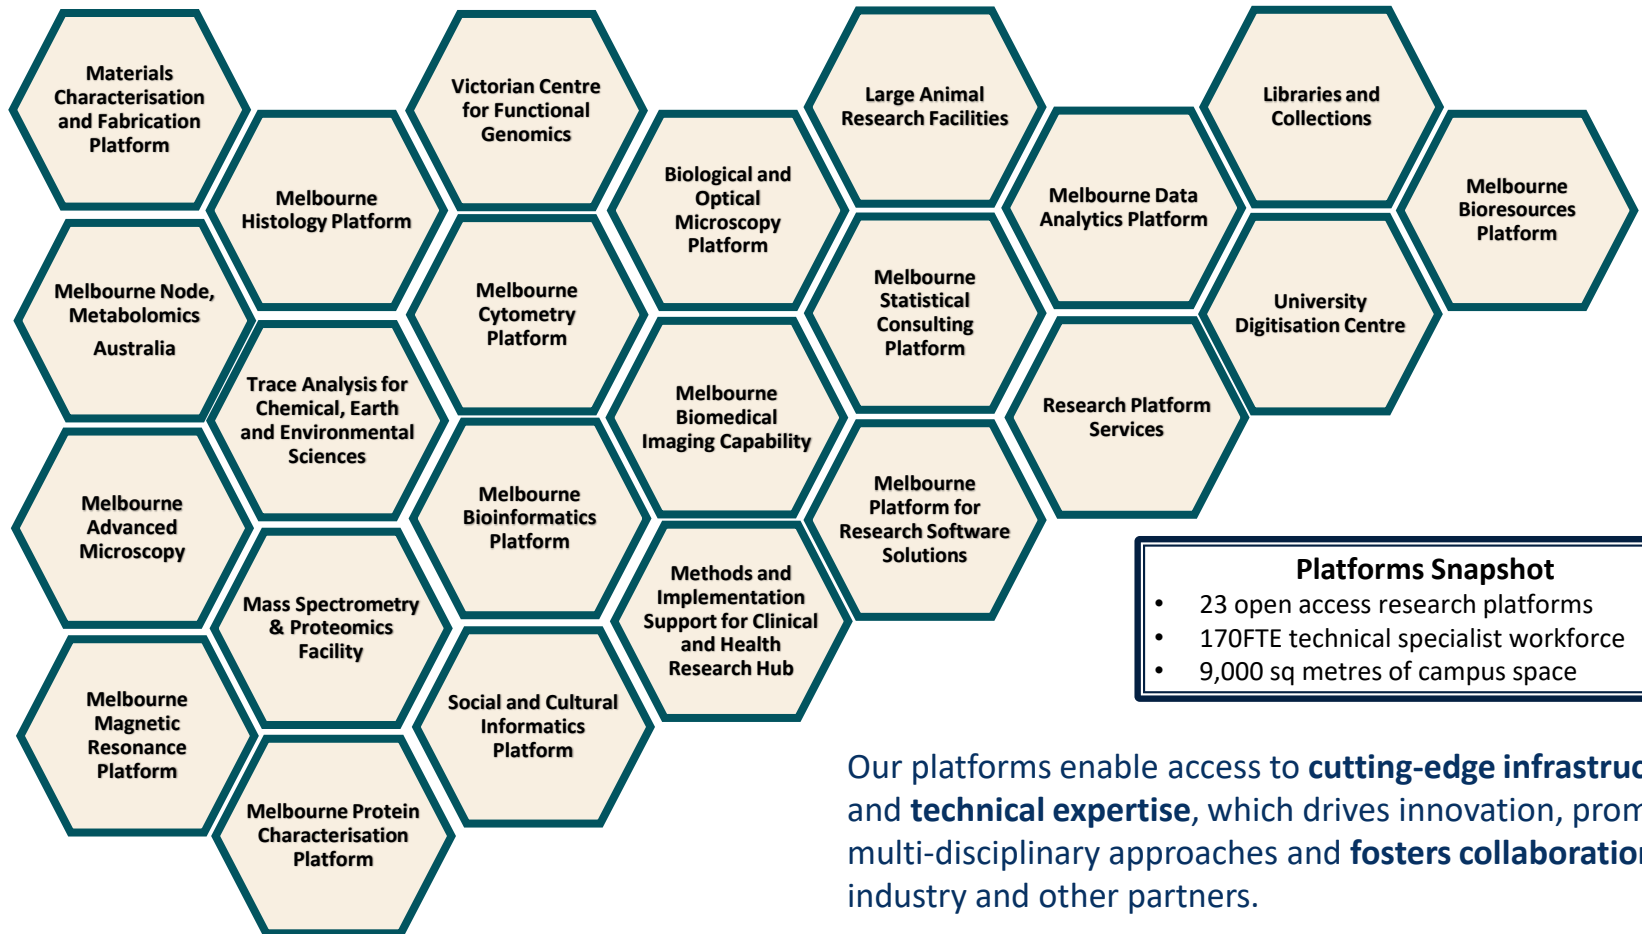 Materials
Characterisation
and Fabrication
Platform
Melbourne Node,
Metabolomics
Australia
Melbourne
Advanced
Microscopy
Melbourne
Magnetic
Resonance
Platform
Melbourne
Histology Platform
Trace Analysis for
Chemical, Earth
and Environmental
Sciences
Mass Spectrometry
& Proteomics
Facility
Melbourne Protein
Characterisation
Platform
Victorian Centre
for Functional
Genomics
Melbourne
Cytometry
Platform
Melbourne
Bioinformatics
Platform
Social and Cultural
Informatics
Platform
Biological and
Optical
Microscopy
Platform
Melbourne
Biomedical
Imaging Capability
Methods and
Implementation
Support for Clinical
and Health
Research Hub
Large Animal
Research Facilities
Melbourne
Statistical
Consulting
Platform
Melbourne
Platform for
Research Software
Solutions
Melbourne Data
Analytics Platform
Research Platform
Services
Libraries and
Collections
University
Digitisation Centre
Melbourne
Bioresources
Platform
Platforms Snapshot
• 23 open access research platforms
• 170FTE technical specialist workforce
• 9,000 sq metres of campus space
Our platforms enable access to cutting-edge
and technical expertise, which drives innovation,
multi-disciplinary approaches and fosters collaboration
industry and other partners.